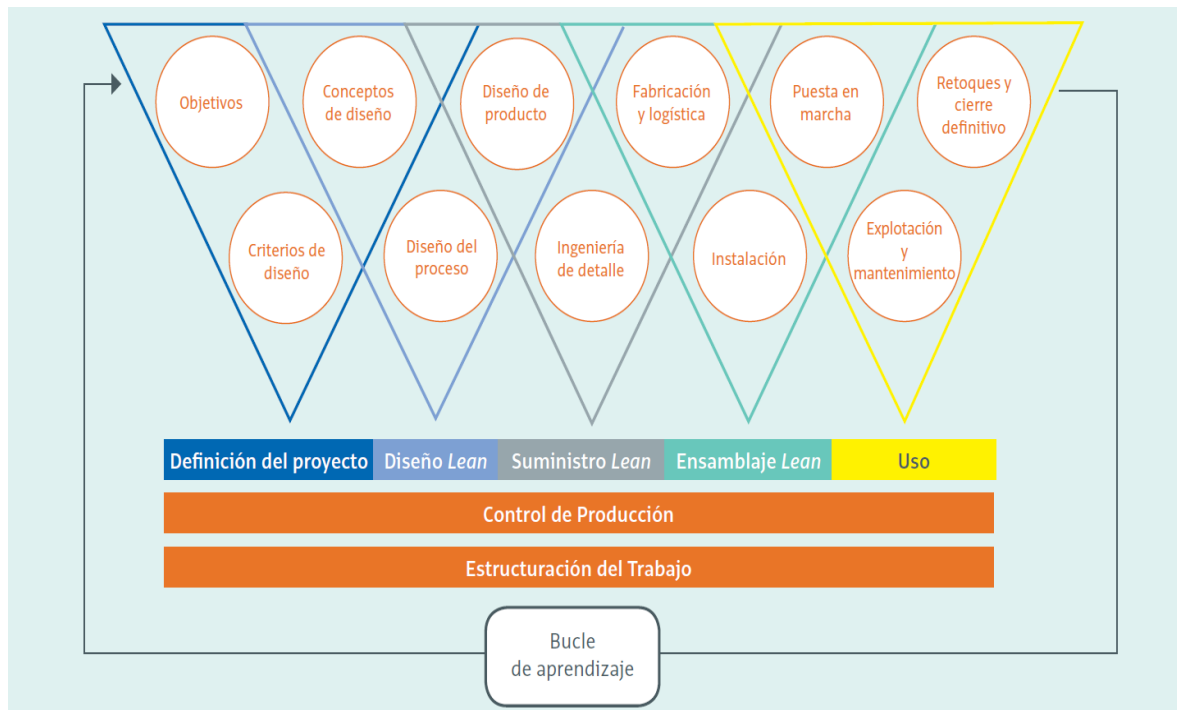 Objetivos
Conceptos
de diseño
Diseño de
producto
Fabricación
y logística
Puesta en
marcha
Retoques y
cierre
definitivo
Criterios de
diseño
Diseño del
proceso
Ingeniería
de detalle
Instalación
Explotación
y
mantenimiento
Definición del proyecto
Diseño Lean
Suministro Lean
Ensamblaje Lean
Uso
Control de Producción
Estructuración del Trabajo
Bucle
de aprendizaje